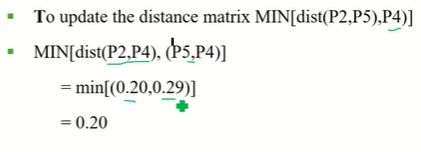 ▪ To update the distance matrix MIN[dist(P2,P5),P4)]
▪ MIN[dist(P2,P4), (P5,P4)]
= min[(0.20,0.29)]
= 0.20